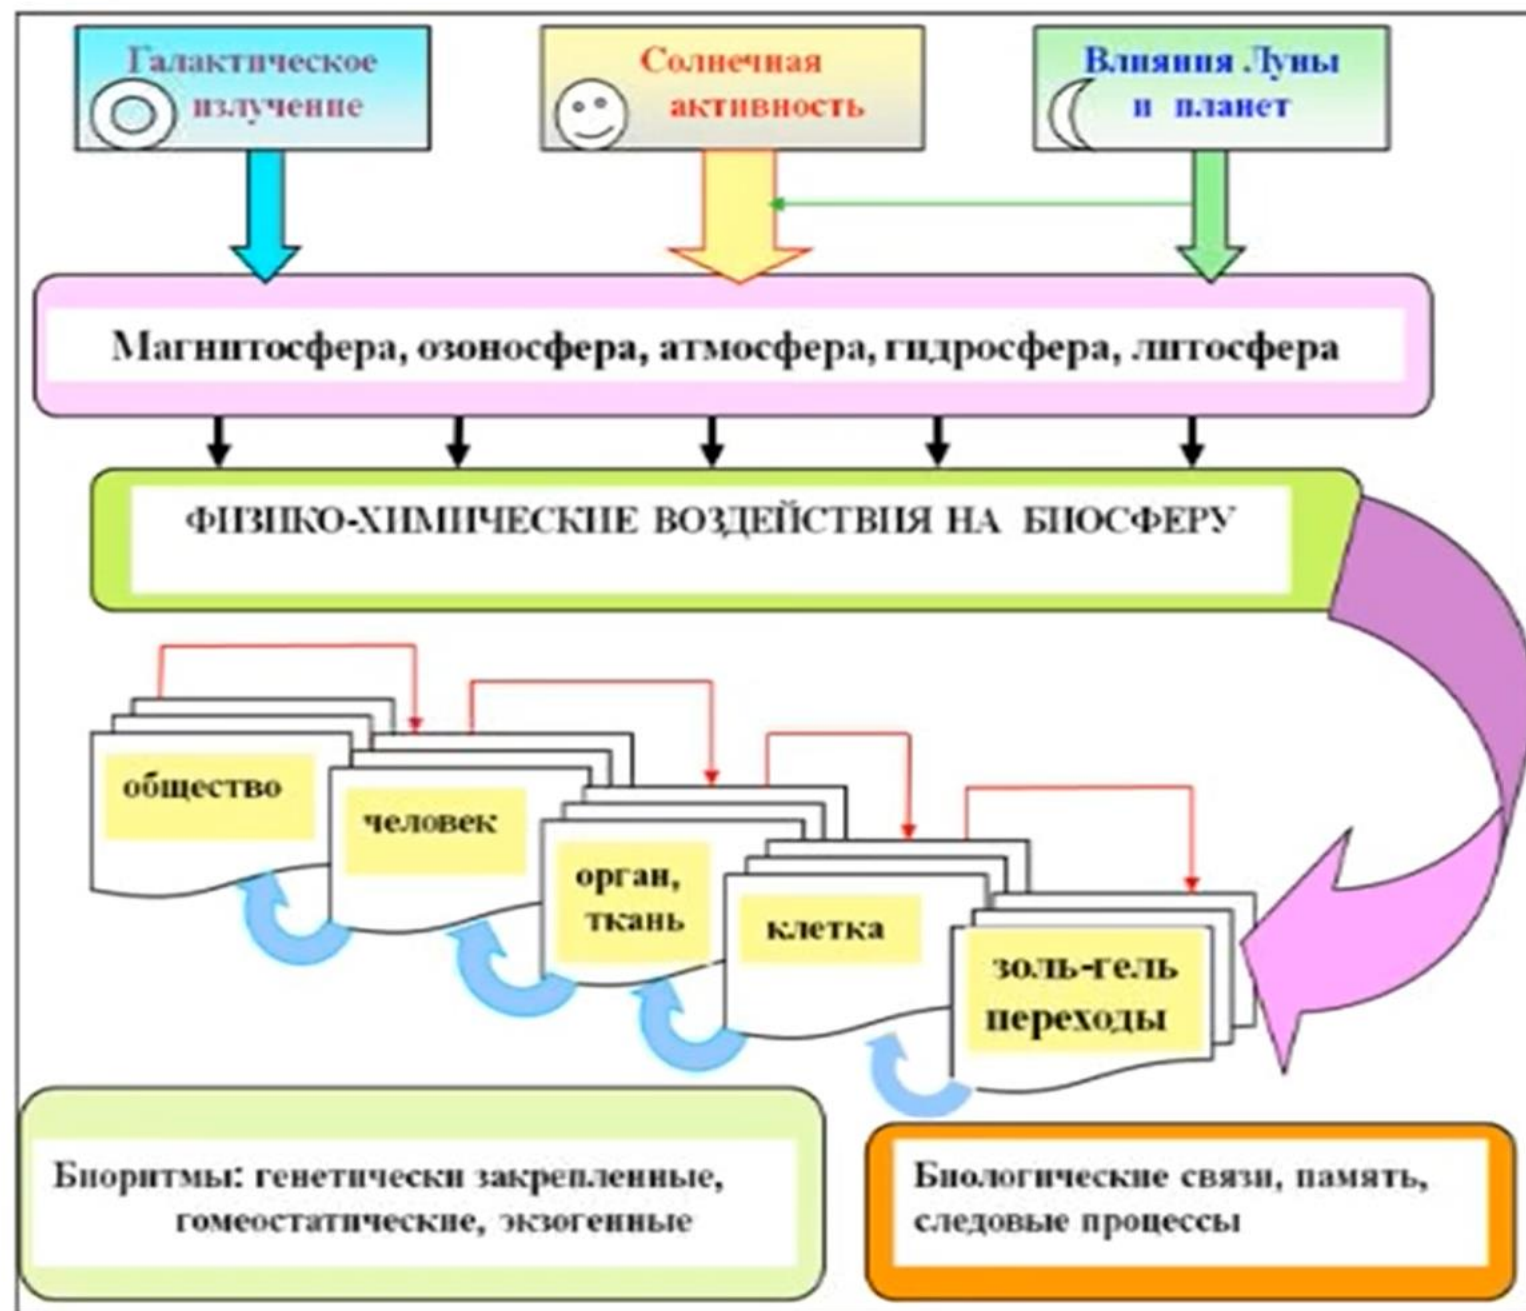 Галактическое
излучение
Солнечная
активность
Влияния Луны
и планет
Магнитосфера, озоносфера, атмосфера, гидросфера, литосфера
ФИЗИКО-ХИМИЧЕСКИЕ ВОЗДЕЙСТВИЯ НА БИОСФЕРУ
общество
человек
орган,
ткань
клетка
золь-гель
переходы
Биоритмы: генетически закрепленные,
гомеостатические, экзогенные
Биологические связи, память,
следовые процессы